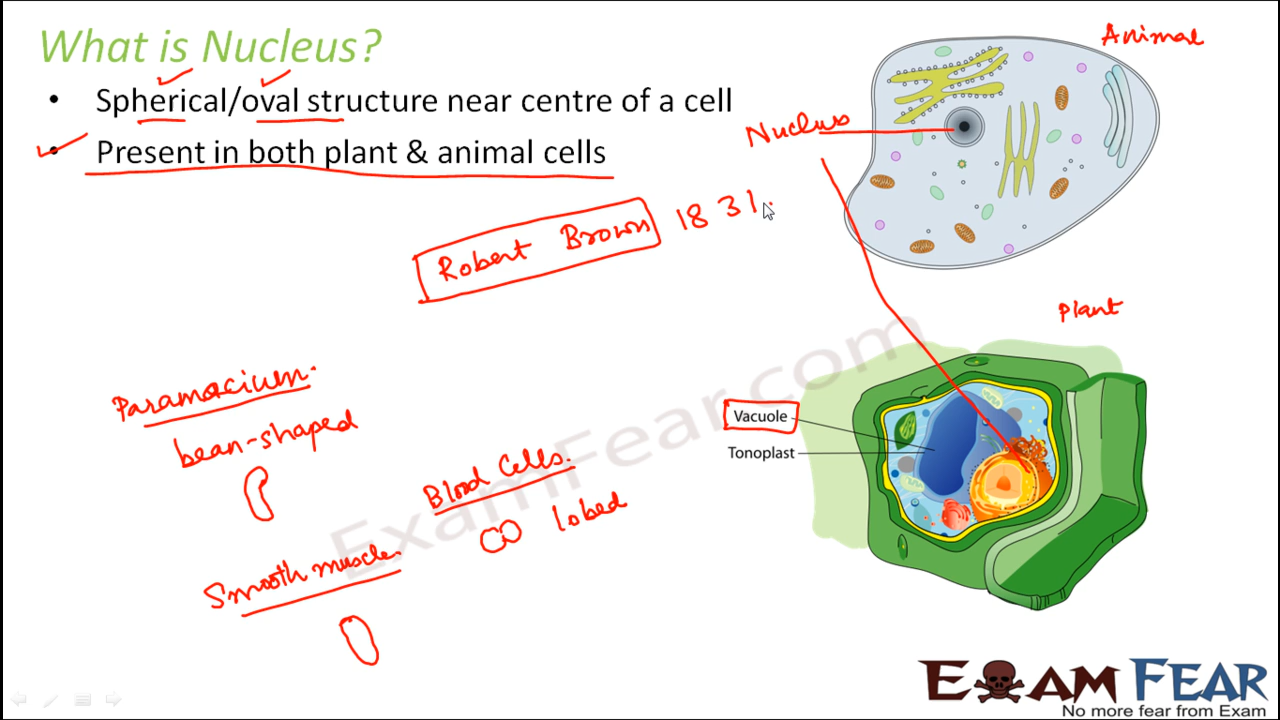 What is Nucleus?
• Spherical/oval structure near centre of a cell
• Present in both plant & animal cells
Animal
Nucleus
Robert Brown 1831.
Plant
Paramacium.
bean-shaped
Blood Cells.
lobed
Smooth muscle
Vacuole
Tonoplast
ExamFear.com
EXAM FEAR
No more fear from Exam